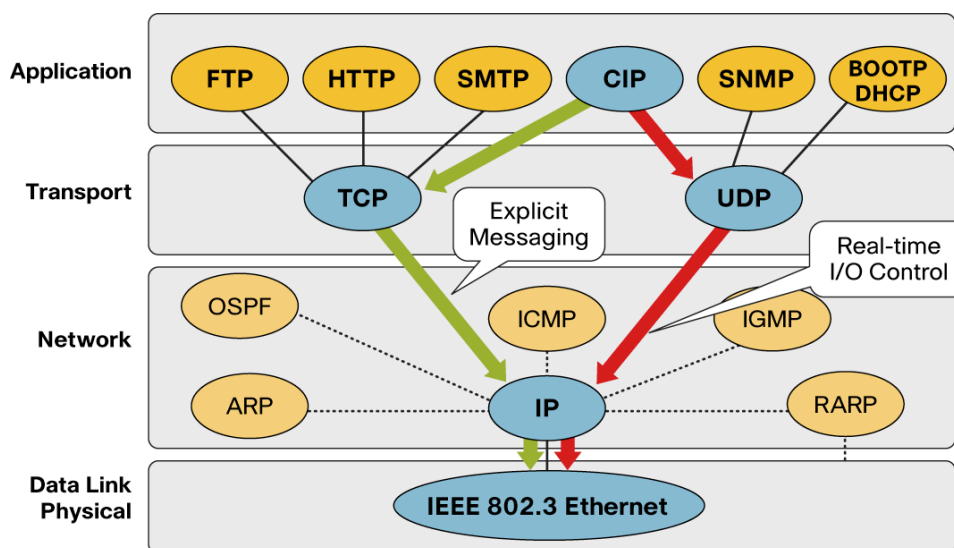 Application
FTP
HTTP
SMTP
CIP
SNMP
BOOTP
DHCP
Transport
TCP
UDP
Explicit
Messaging
Real-time
I/O Control
Network
OSPF
ICMP
IGMP
ARP
IP
RARP
Data Link
Physical
IEEE 802.3 Ethernet